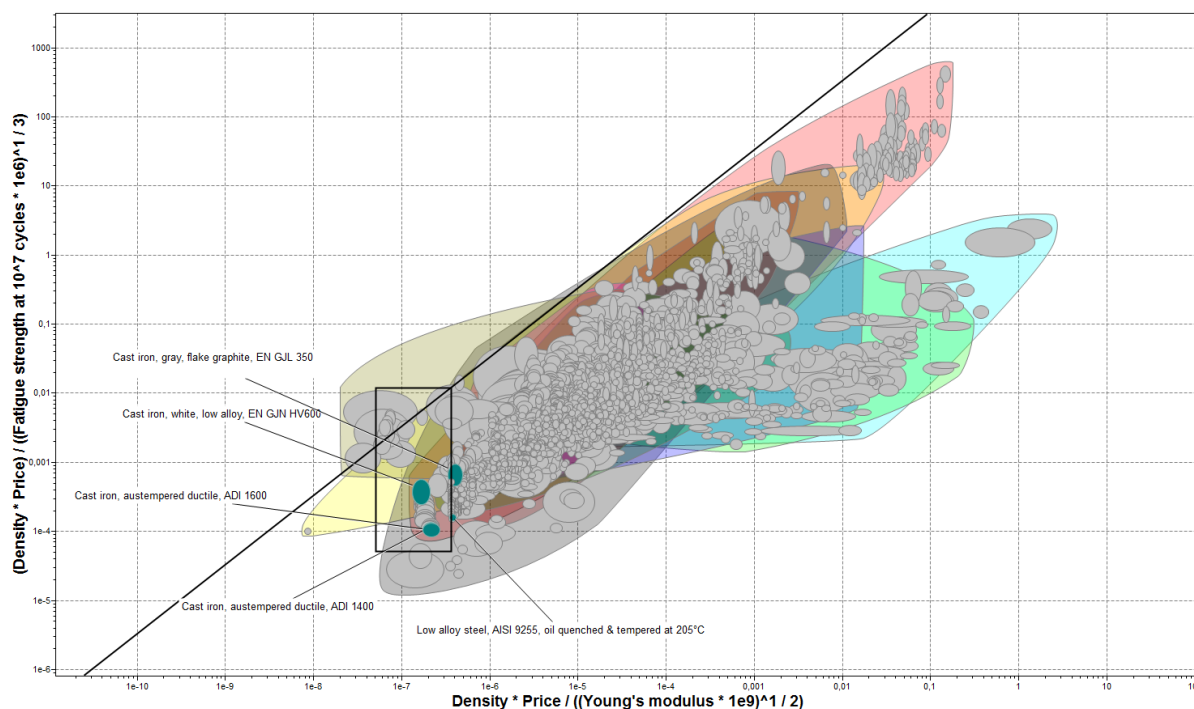 1000
100
10
1
0,1
0,01
0,001
1e-4
1e-5
1e-6
(Density * Price) / ((Fatigue strength at 10^7 cycles * 1e6)^1 / 3)
Cast iron, gray, flake graphite, EN GJL 350
Cast iron, white, low alloy, EN GJN HV600
Cast iron, austempered ductile, ADI 1600
Cast iron, austempered ductile, ADI 1400
Low alloy steel, AISI 9255, oil quenched & tempered at 205°C
1e-10 1e-9 1e-8 1e-7 1e-6 1e-5 1e-4 0,001 0,01 0,1 1 10
Density * Price / ((Young's modulus * 1e9)^1 / 2)